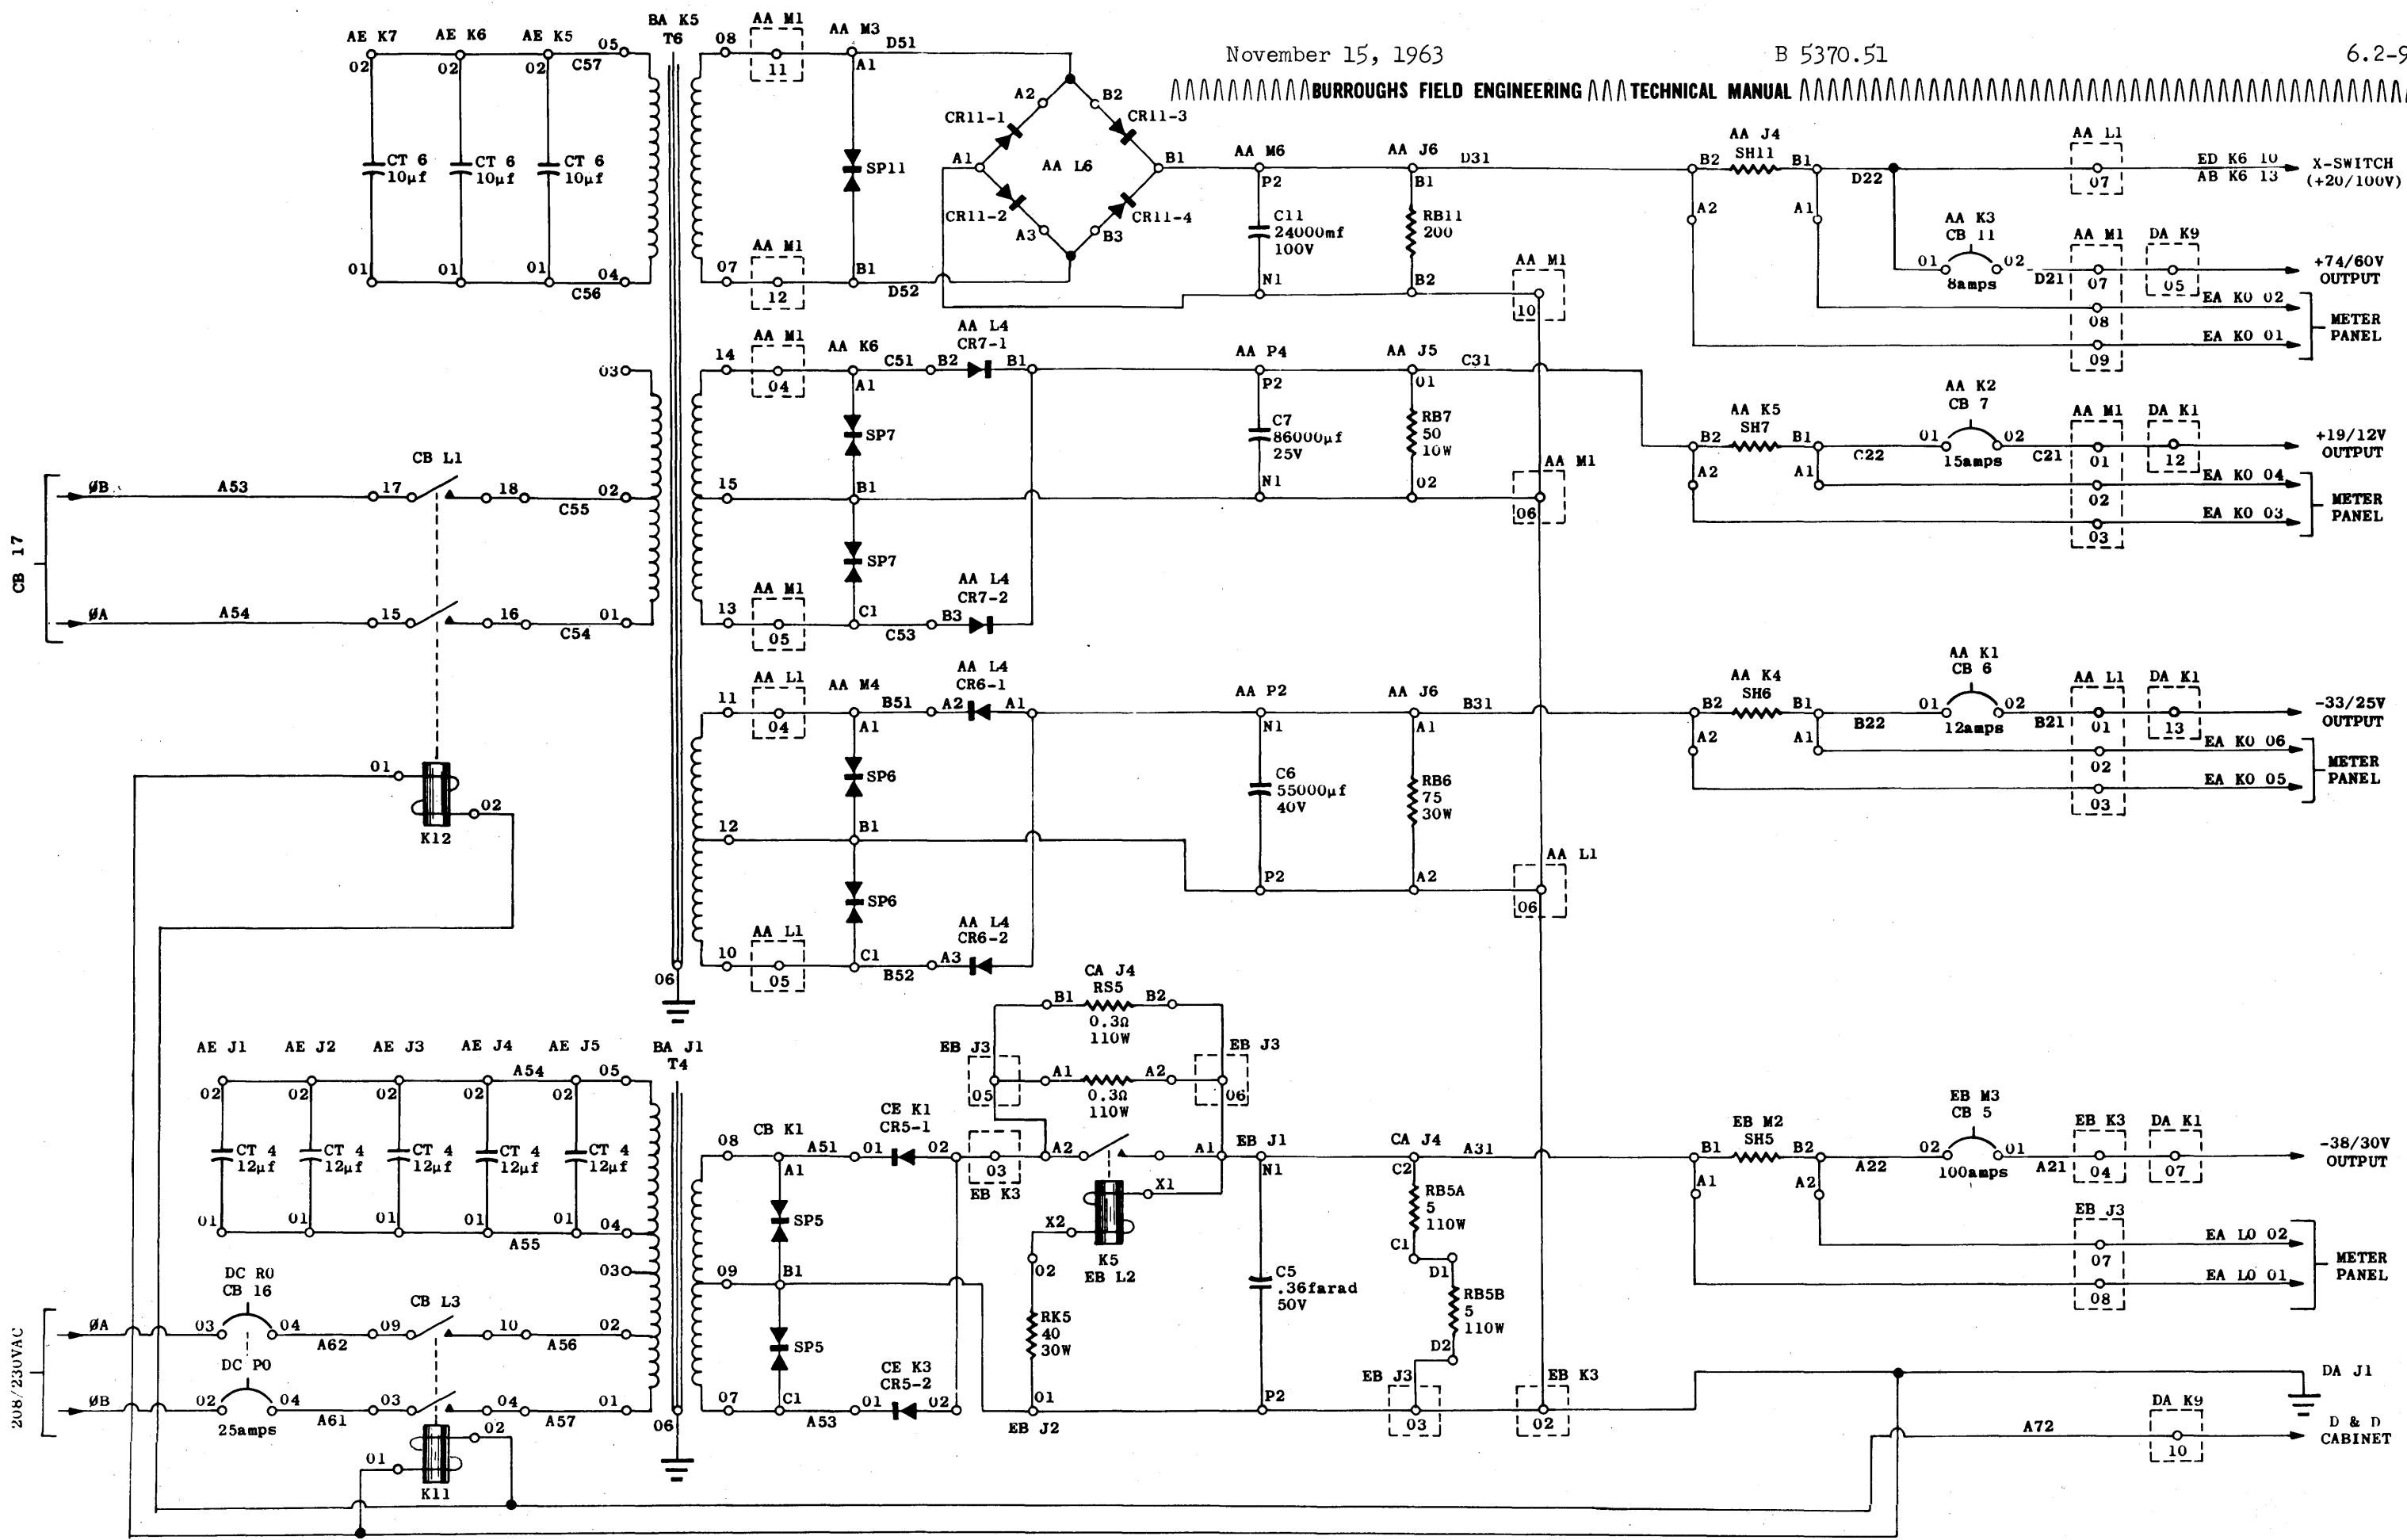 November 15, 1963 B 5370.51 6.2-9
BURROUGHS FIELD ENGINEERING TECHNICAL MANUAL
BA K5
T6
AE K7 AE K6 AE K5 05
02 02 02 C57
CT 6 CT 6 CT 6
10µf 10µf 10µf
01 01 01 04
C56
08 AA M1 AA M3 D51
11 A1
SP11
07 AA M1 B1
12 D52
A2 B2
CR11-1 CR11-3
A1 AA L6 B1
CR11-2 CR11-4
A3 B3
AA M6 AA J6 D31
P2 B1
C11 RB11
24000mf 200
100V
N1 B2
AA M1
10
AA J4
B2 SH11 B1
A2 A1
D22
AA L1
07
ED K6 10 X-SWITCH
AB K6 13 (+20/100V)
AA K3
CB 11
01 02 D21
8amps
AA M1 DA K9
07 05
+74/60V
OUTPUT
08 EA K0 02
09 EA K0 01
METER
PANEL
03
14 AA M1 AA K6 C51 B2 AA L4 B1
04 A1 CR7-1
SP7
15 B1
SP7
13 AA M1 C1 B3 AA L4
05 C53 CR7-2
AA P4 AA J5 C31
P2 01
C7 RB7
86000µf 50
25V 10W
N1 02
AA M1
06
AA K5
B2 SH7 B1
A2 A1
C22
AA K2
CB 7
01 02 C21
15amps
AA M1 DA K1
01 12
+19/12V
OUTPUT
02 EA K0 04
03 EA K0 03
METER
PANEL
CB 17
ØB A53 17 CB L1 18 02
C55
ØA A54 15 16 01
C54
01
02
K12
11 AA L1 AA M4 B51 A2 AA L4 A1
04 A1 CR6-1
SP6
12 B1
SP6
10 AA L1 C1 A3 AA L4
05 B52 CR6-2
06
AA P2 AA J6 B31
N1 A1
C6 RB6
55000µf 75
40V 30W
P2 A2
AA L1
06
AA K4
B2 SH6 B1
A2 A1
B22
AA K1
CB 6
01 02 B21
12amps
AA L1 DA K1
01 13
-33/25V
OUTPUT
02 EA K0 06
03 EA K0 05
METER
PANEL
BA J1
T4
AE J1 AE J2 AE J3 AE J4 AE J5
A54 05
02 02 02 02 02
CT 4 CT 4 CT 4 CT 4 CT 4
12µf 12µf 12µf 12µf 12µf
01 01 01 01 01 04
A55
03
208/230VAC
DC R0
CB 16
ØA 03 04 A62 09 CB L3 10 A56 02
DC P0
ØB 02 04 A61 03 04 A57 01
25amps
01 02
K11
06
08 CB K1 A51 01 CE K1 02
A1 CR5-1
SP5
09 B1
SP5
07 C1 A53 01 CE K3 02
CR5-2
CA J4
B1 RS5 B2
0.3Ω
110W
EB J3 A1 A2 EB J3
05 06
0.3Ω
110W
03
EB K3
A2 A1
X1
X2
K5
EB L2
02
RK5
40
30W
01
EB J2
EB J1
N1
C5
.36farad
50V
P2
CA J4 A31
C2
RB5A
5
110W
C1 D1
RB5B
5
110W
D2
EB J3
03
EB K3
02
EB M2
B1 SH5 B2
A1 A2
A22
EB M3
CB 5
02 01 A21
100amps
EB K3 DA K1
04 07
-38/30V
OUTPUT
EB J3
07 EA L0 02
08 EA L0 01
METER
PANEL
DA J1
DA K9
A72 10
D & D
CABINET